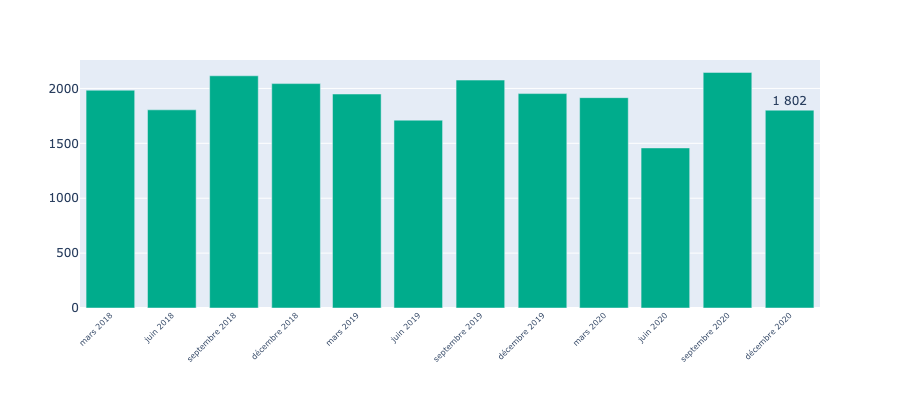 2000
1500
1000
500
0
1 802
mars 2018
juin 2018
septembre 2018
décembre 2018
mars 2019
juin 2019
septembre 2019
décembre 2019
mars 2020
juin 2020
septembre 2020
décembre 2020